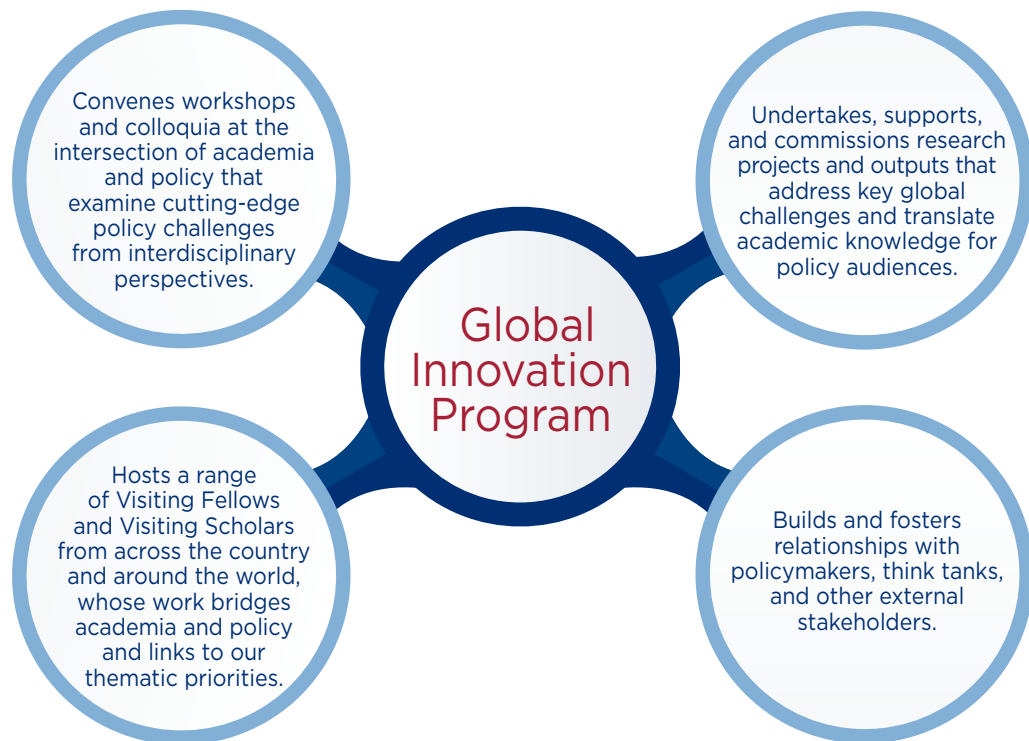 Convenes workshops
and colloquia at the
intersection of academia
and policy that
examine cutting-edge
policy challenges
from interdisciplinary
perspectives.
Undertakes, supports,
and commissions research
projects and outputs that
address key global
challenges and translate
academic knowledge for
policy audiences.
Global
Innovation
Program
Hosts a range
of Visiting Fellows
and Visiting Scholars
from across the country
and around the world,
whose work bridges
academia and policy
and links to our
thematic priorities.
Builds and fosters
relationships with
policymakers, think tanks,
and other external
stakeholders.